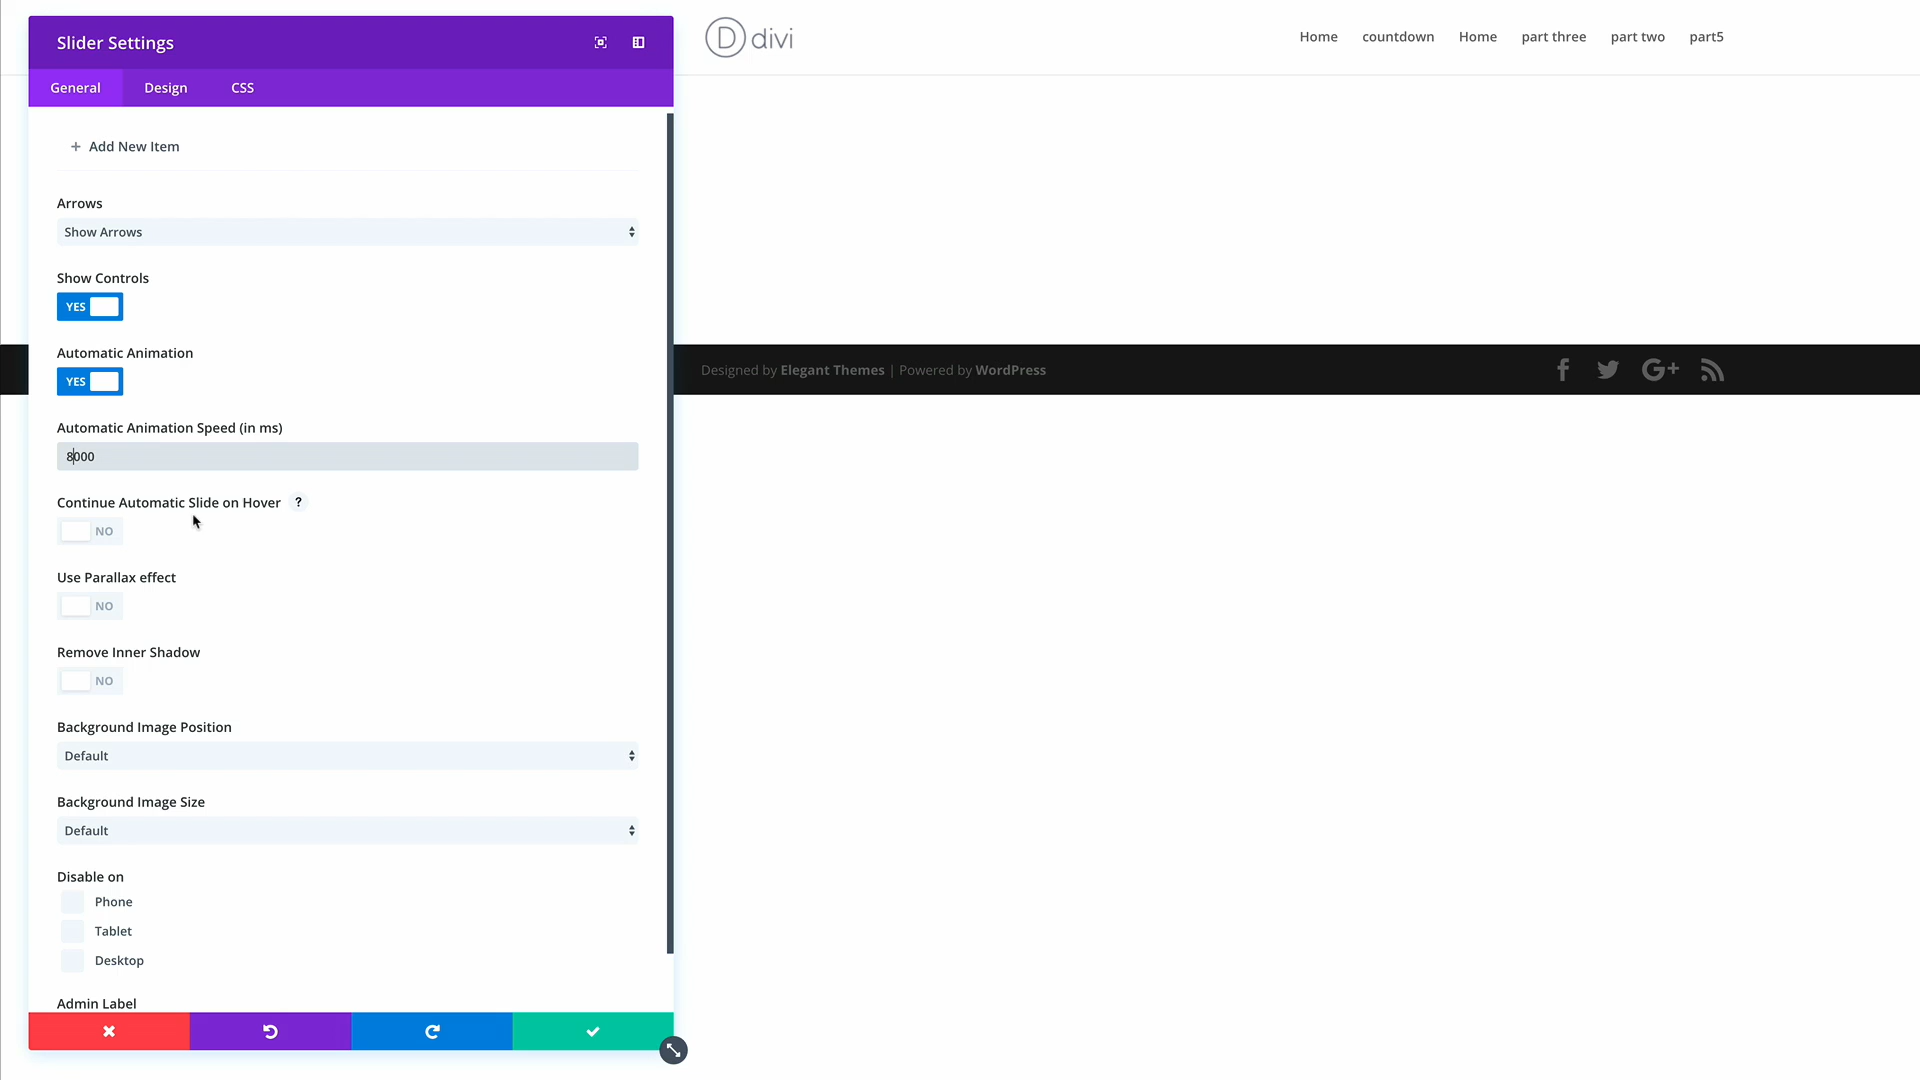 Slider Settings
General Design CSS
+ Add New Item
Arrows
Show Arrows
Show Controls
YES
Automatic Animation
YES
Automatic Animation Speed (in ms)
8000
Continue Automatic Slide on Hover ?
NO
Use Parallax effect
NO
Remove Inner Shadow
NO
Background Image Position
Default
Background Image Size
Default
Disable on
Phone
Tablet
Desktop
Admin Label
D divi
Home countdown Home part three part two part5
Designed by Elegant Themes | Powered by WordPress
G+